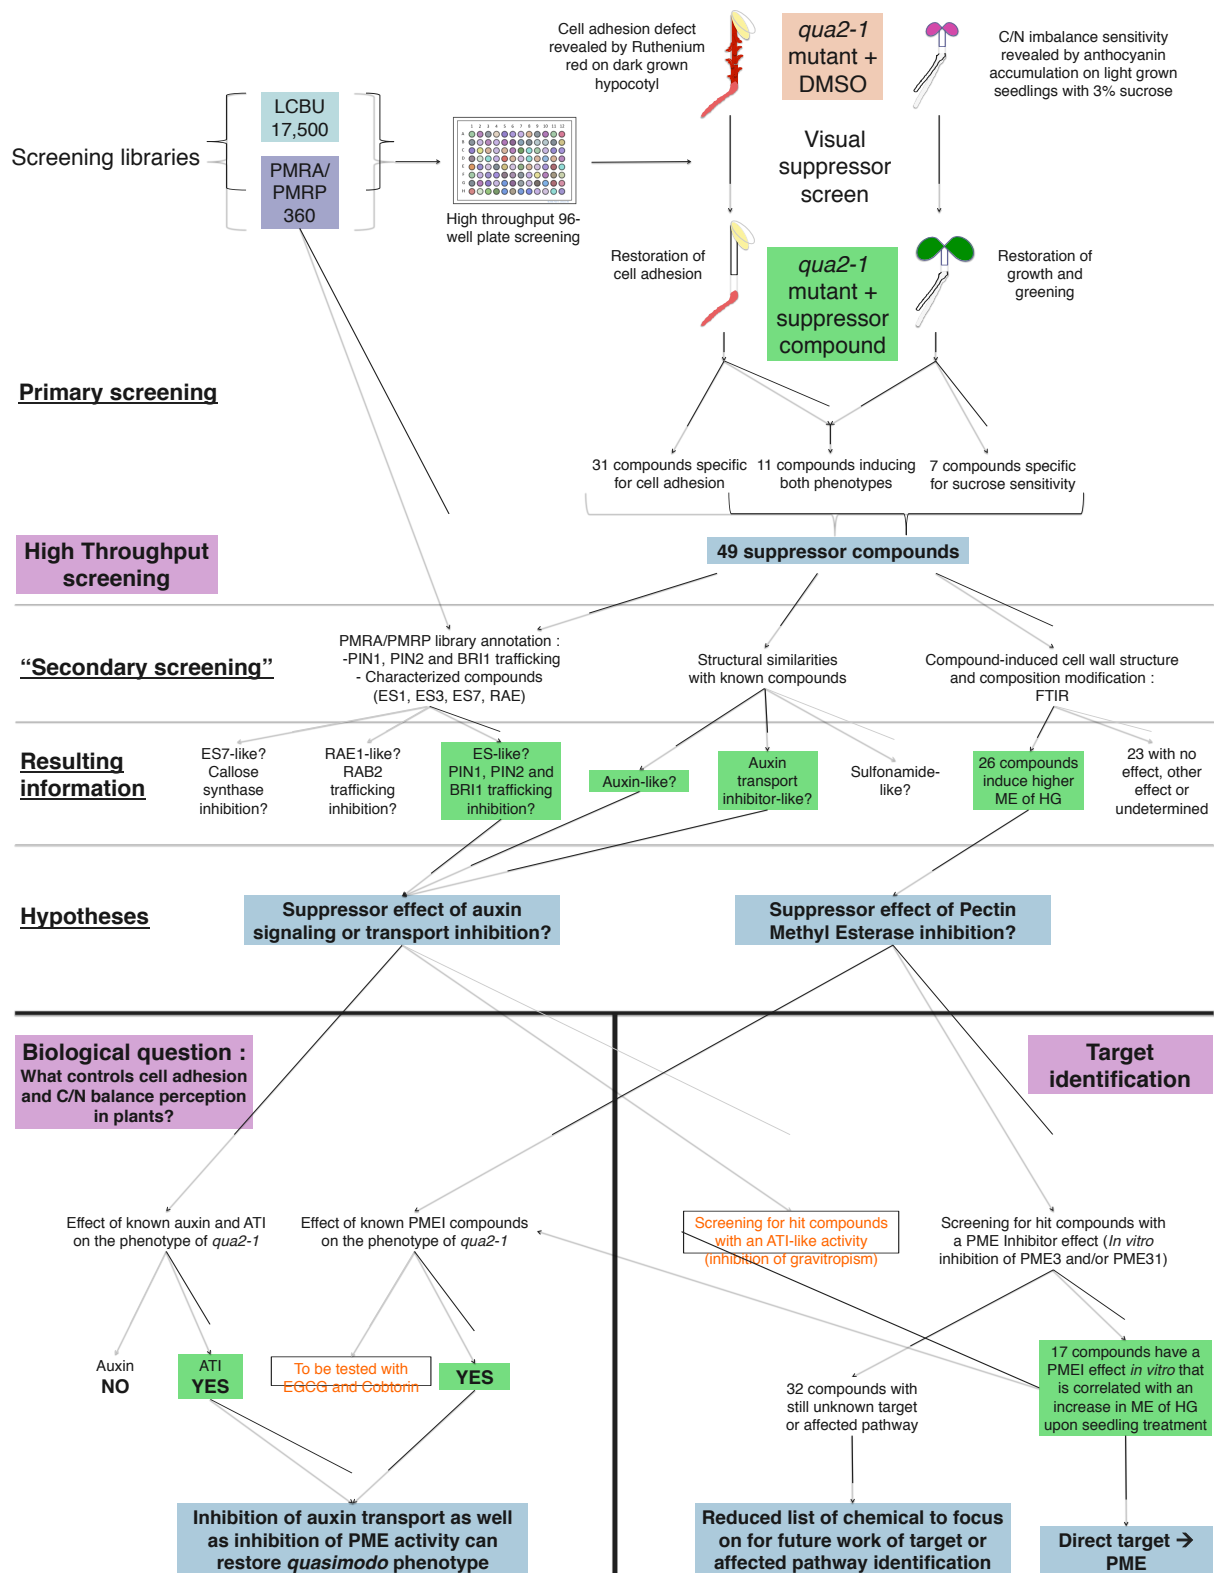 Cell adhesion defect
revealed by Ruthenium
red on dark grown
hypocotyl
qua2-1
mutant +
DMSO
C/N imbalance sensitivity
revealed by anthocyanin
accumulation on light grown
seedlings with 3% sucrose
LCBU
17,500
Screening libraries
PMRA/
PMRP
360
1 2 3 4 5 6 7 8 9 10 11 12
A
B
C
D
E
F
G
H
High throughput 96-
well plate screening
Visual
suppressor
screen
Restoration of
cell adhesion
qua2-1
mutant +
suppressor
compound
Restoration of
growth and
greening
Primary screening
31 compounds specific
for cell adhesion
11 compounds inducing
both phenotypes
7 compounds specific
for sucrose sensitivity
High Throughput
screening
49 suppressor compounds
“Secondary screening”
PMRA/PMRP library annotation :
-PIN1, PIN2 and BRI1 trafficking
- Characterized compounds
(ES1, ES3, ES7, RAE)
Structural similarities
with known compounds
Compound-induced cell wall structure
and composition modification :
FTIR
Resulting
information
ES7-like?
Callose
synthase
inhibition?
RAE1-like?
RAB2
trafficking
inhibition?
ES-like?
PIN1, PIN2 and
BRI1 trafficking
inhibition?
Auxin-like?
Auxin
transport
inhibitor-like?
Sulfonamide-
like?
26 compounds
induce higher
ME of HG
23 with no
effect, other
effect or
undetermined
Hypotheses
Suppressor effect of auxin
signaling or transport inhibition?
Suppressor effect of Pectin
Methyl Esterase inhibition?
Biological question :
What controls cell adhesion
and C/N balance perception
in plants?
Target
identification
Effect of known auxin and ATI
on the phenotype of qua2-1
Effect of known PMEI compounds
on the phenotype of qua2-1
Screening for hit compounds
with an ATI-like activity
(inhibition of gravitropism)
Screening for hit compounds with
a PME Inhibitor effect (In vitro
inhibition of PME3 and/or PME31)
Auxin
NO
ATI
YES
To be tested with
EGCG and Cobtorin
YES
32 compounds with
still unknown target
or affected pathway
17 compounds have a
PMEI effect in vitro that
is correlated with an
increase in ME of HG
upon seedling treatment
Inhibition of auxin transport as well
as inhibition of PME activity can
restore quasimodo phenotype
Reduced list of chemical to focus
on for future work of target or
affected pathway identification
Direct target →
PME